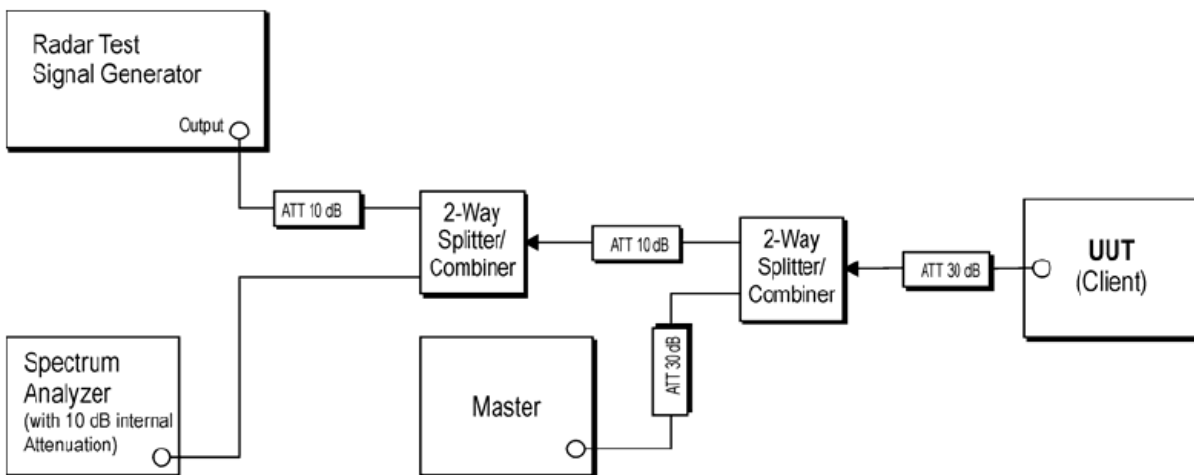 Radar Test
Signal Generator
Output
ATT 10 dB
2-Way
Splitter/
Combiner
ATT 10 dB
2-Way
Splitter/
Combiner
ATT 30 dB
UUT
(Client)
Spectrum
Analyzer
(with 10 dB internal
Attenuation)
Master
ATT 30 dB